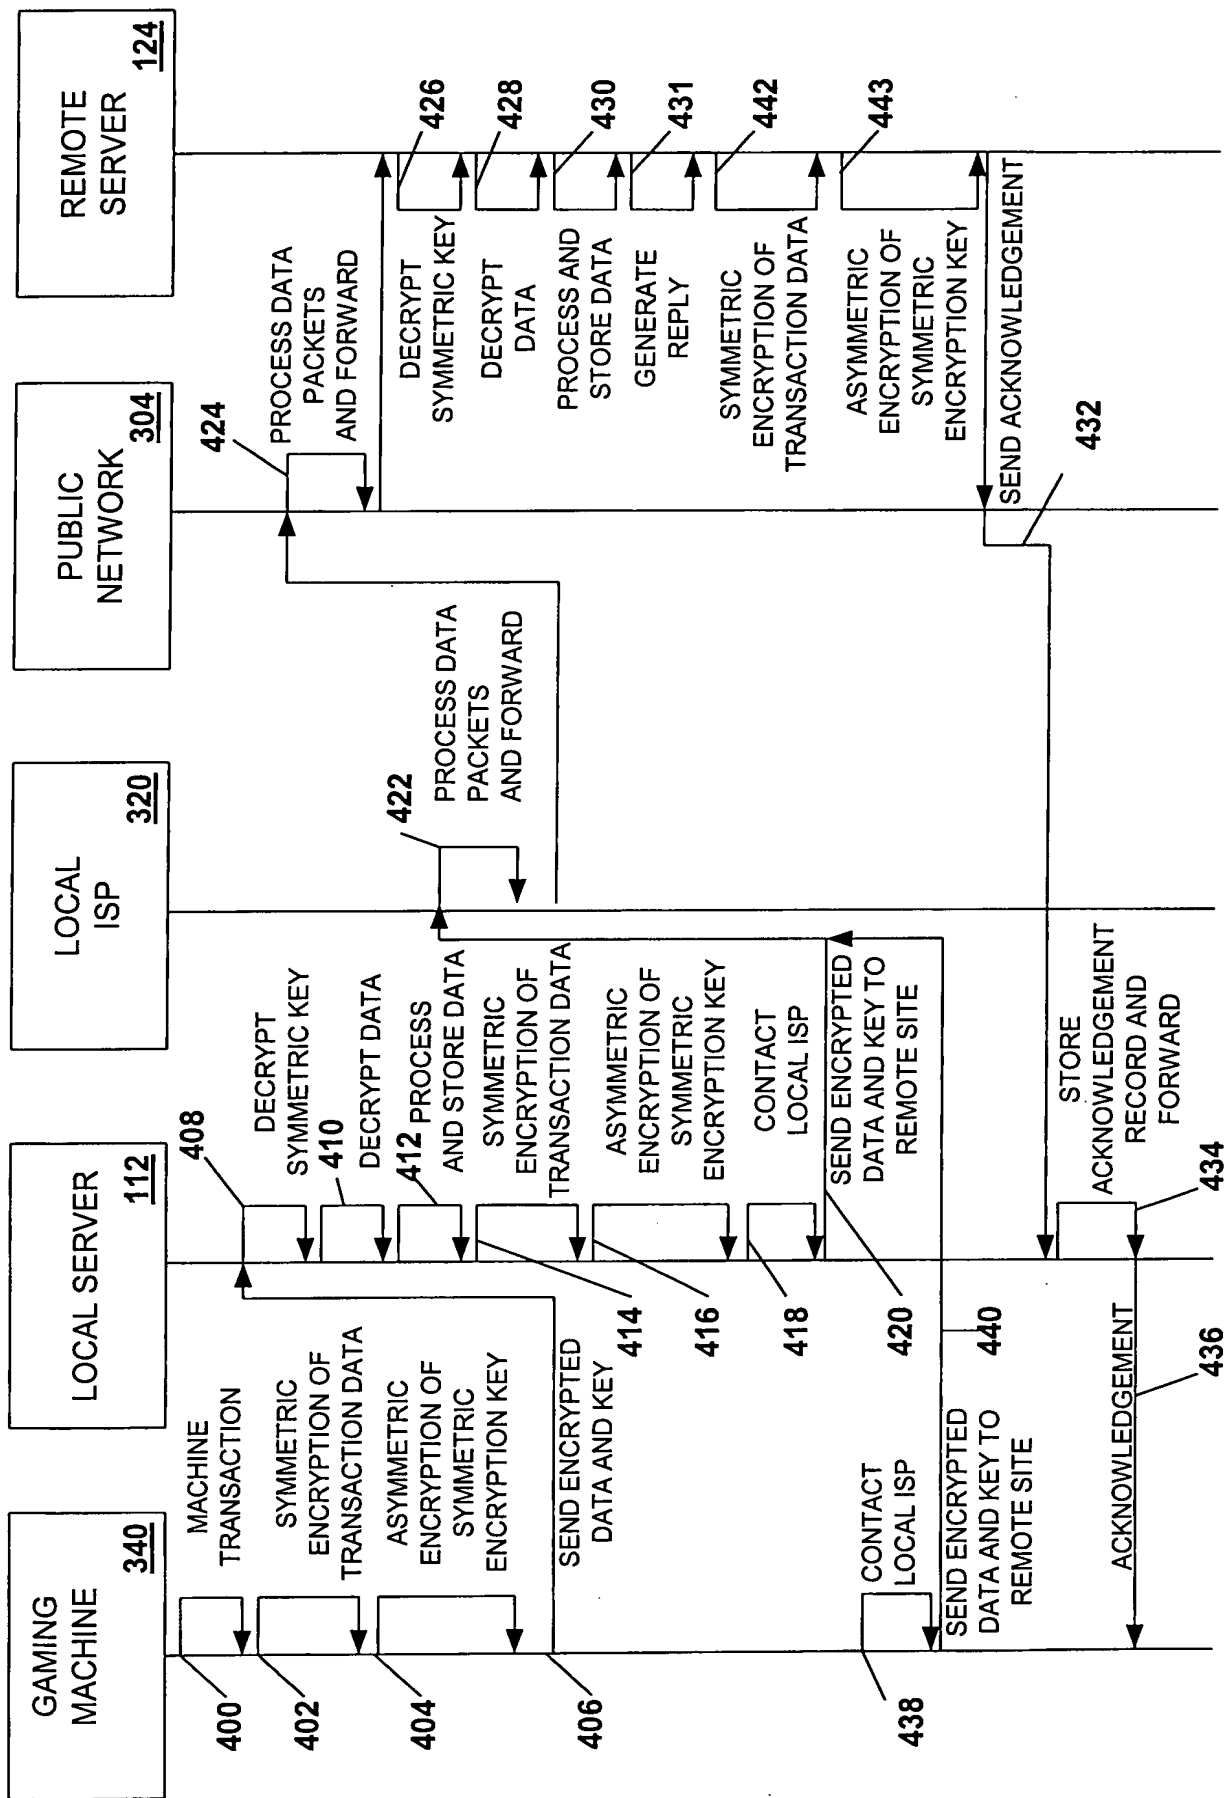 GAMING
MACHINE
340
LOCAL SERVER
112
LOCAL
ISP
320
PUBLIC
NETWORK
304
REMOTE
SERVER
124
400
MACHINE
TRANSACTION
402
SYMMETRIC
ENCRYPTION OF
TRANSACTION DATA
404
ASYMMETRIC
ENCRYPTION OF
SYMMETRIC
ENCRYPTION KEY
406
SEND ENCRYPTED
DATA AND KEY
408
DECRYPT
SYMMETRIC KEY
410
DECRYPT DATA
412
PROCESS
AND STORE DATA
414
SYMMETRIC
ENCRYPTION OF
TRANSACTION DATA
416
ASYMMETRIC
ENCRYPTION OF
SYMMETRIC
ENCRYPTION KEY
418
CONTACT
LOCAL ISP
420
SEND ENCRYPTED
DATA AND KEY TO
REMOTE SITE
422
PROCESS DATA
PACKETS
AND FORWARD
424
PROCESS DATA
PACKETS
AND FORWARD
426
DECRYPT
SYMMETRIC KEY
428
DECRYPT
DATA
430
PROCESS AND
STORE DATA
431
GENERATE
REPLY
442
SYMMETRIC
ENCRYPTION OF
TRANSACTION DATA
443
ASYMMETRIC
ENCRYPTION OF
SYMMETRIC
ENCRYPTION KEY
SEND ACKNOWLEDGEMENT
432
438
CONTACT
LOCAL ISP
440
SEND ENCRYPTED
DATA AND KEY TO
REMOTE SITE
STORE
ACKNOWLEDGEMENT
RECORD AND
FORWARD
434
ACKNOWLEDGEMENT
436